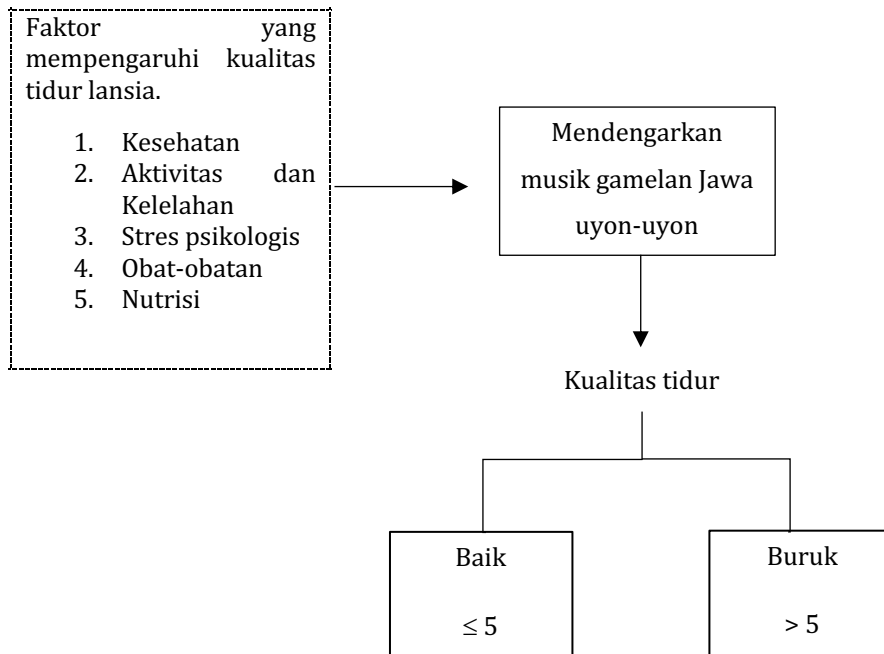 Faktor yang
mempengaruhi kualitas
tidur lansia.
1. Kesehatan
2. Aktivitas dan
Kelelahan
3. Stres psikologis
4. Obat-obatan
5. Nutrisi
Mendengarkan
musik gamelan Jawa
uyon-uyon
Kualitas tidur
Baik
≤ 5
Buruk
> 5